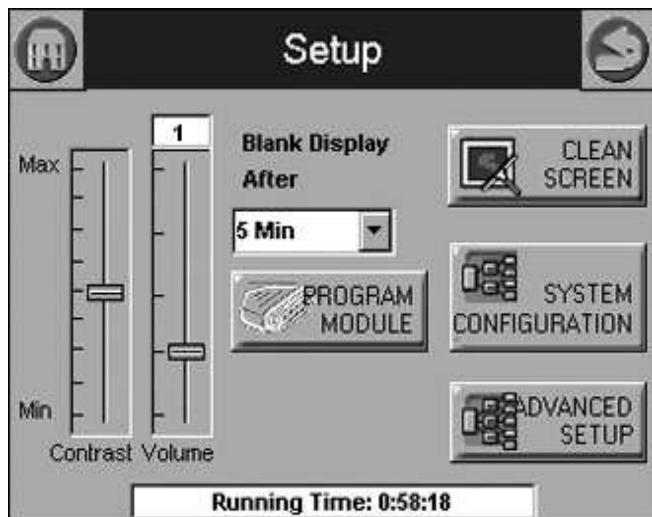 Setup
1
Max
Min
Contrast
Volume
Blank Display
After
5 Min
PROGRAM
MODULE
CLEAN
SCREEN
SYSTEM
CONFIGURATION
ADVANCED
SETUP
Running Time: 0:58:18